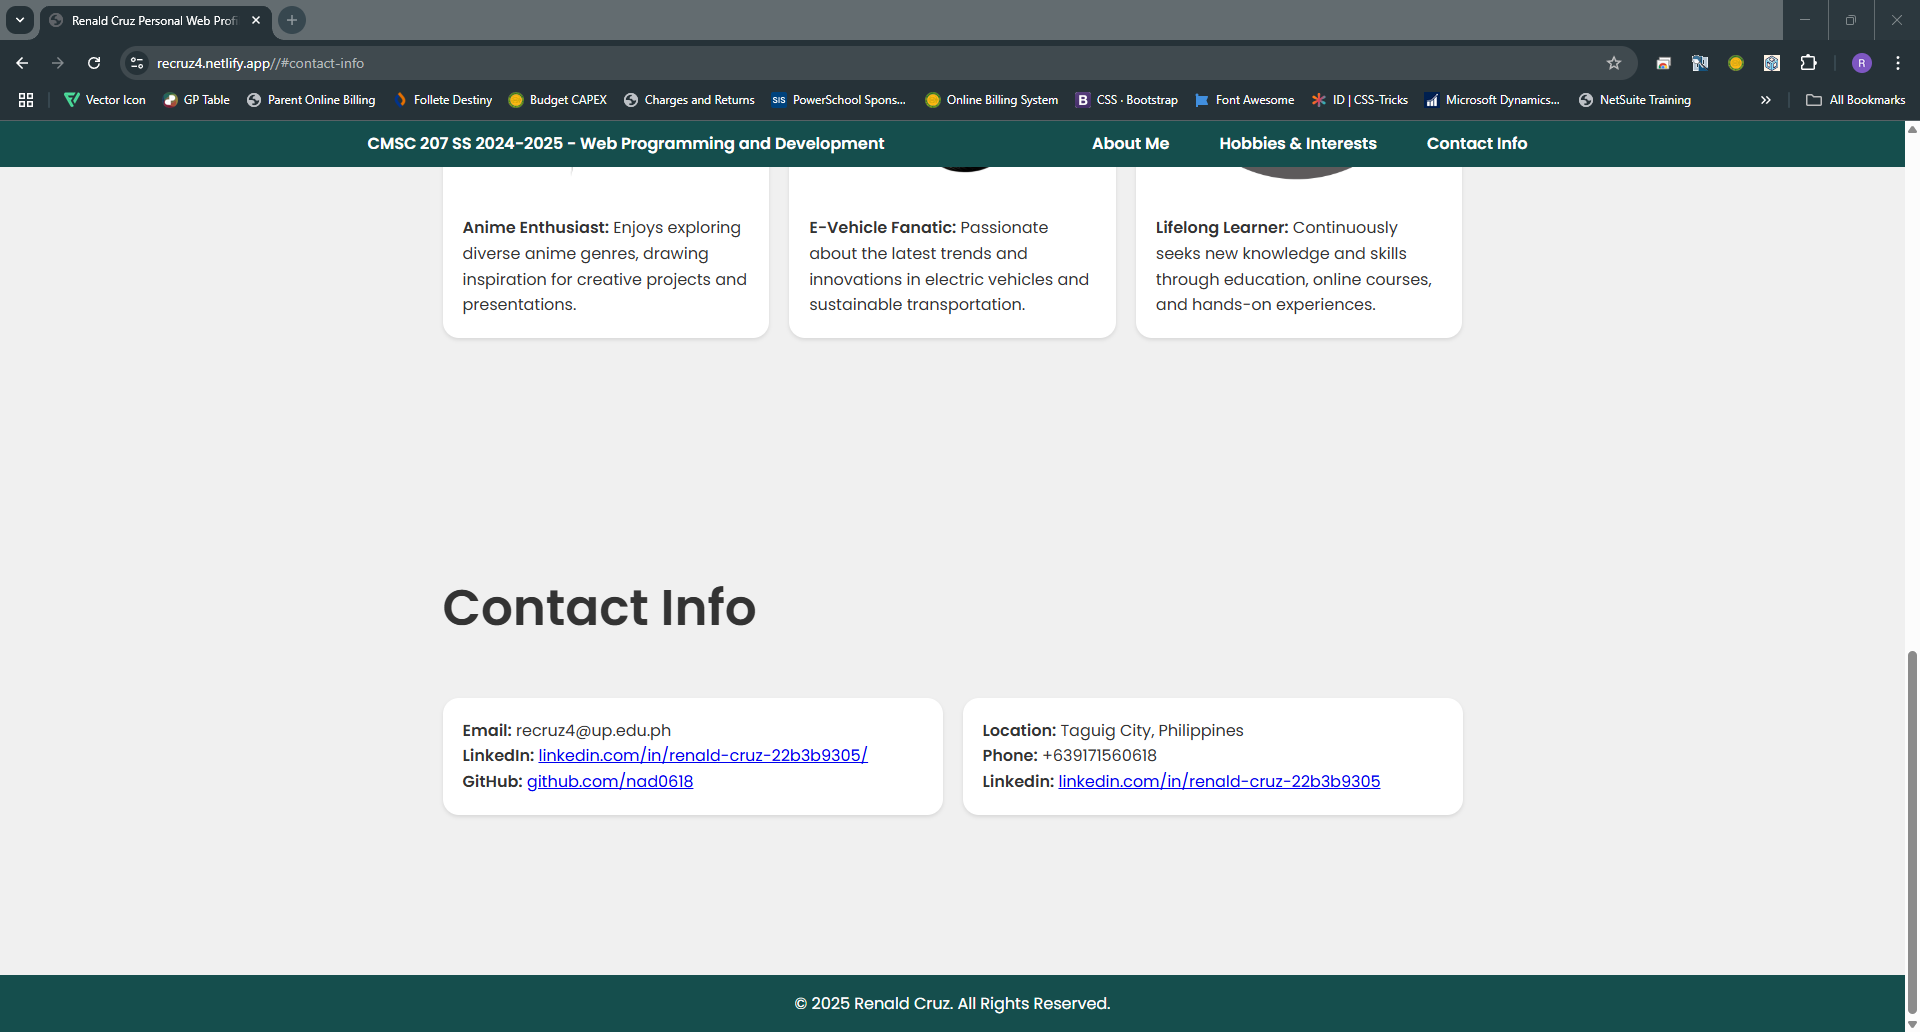 Renald Cruz Personal Web Profi
recruz4.netlify.app//#contact-info
R
Vector Icon
GP Table
Parent Online Billing
Follete Destiny
Budget CAPEX
Charges and Returns
SIS PowerSchool Spons...
Online Billing System
B CSS · Bootstrap
Font Awesome
ID | CSS-Tricks
Microsoft Dynamics...
NetSuite Training
All Bookmarks
CMSC 207 SS 2024-2025 - Web Programming and Development
About Me
Hobbies & Interests
Contact Info
Anime Enthusiast: Enjoys exploring
diverse anime genres, drawing
inspiration for creative projects and
presentations.
E-Vehicle Fanatic: Passionate
about the latest trends and
innovations in electric vehicles and
sustainable transportation.
Lifelong Learner: Continuously
seeks new knowledge and skills
through education, online courses,
and hands-on experiences.
Contact Info
Email: recruz4@up.edu.ph
LinkedIn: linkedin.com/in/renald-cruz-22b3b9305/
GitHub: github.com/nad0618
Location: Taguig City, Philippines
Phone: +639171560618
Linkedin: linkedin.com/in/renald-cruz-22b3b9305
© 2025 Renald Cruz. All Rights Reserved.